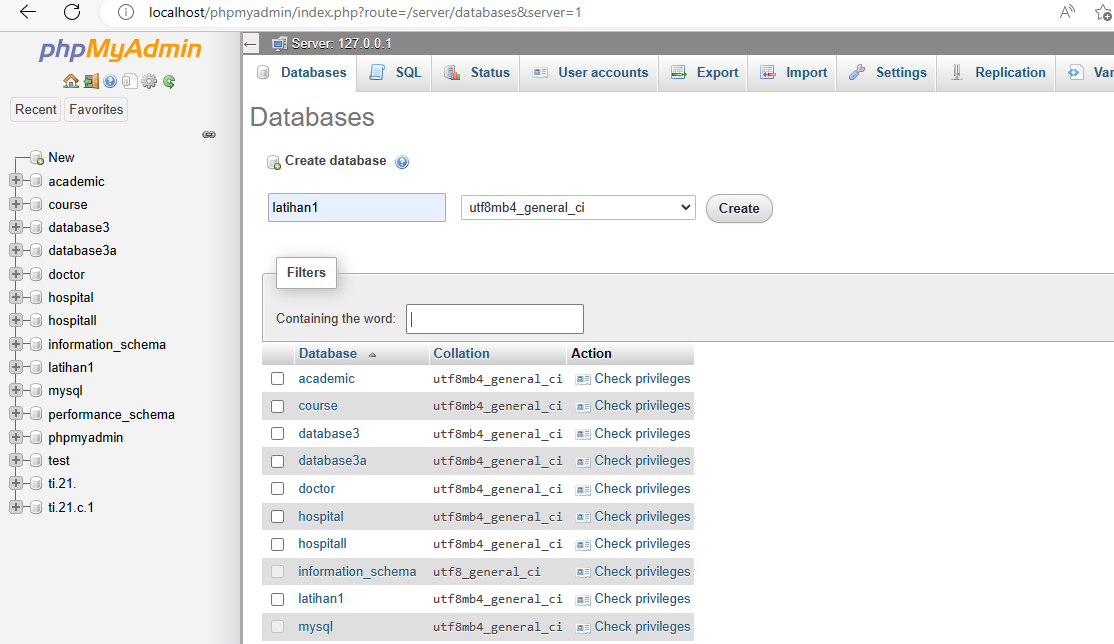 localhost/phpmyadmin/index.php?route=/server/databases&server=1
phpMyAdmin
Recent Favorites
New
academic
course
database3
database3a
doctor
hospital
hospitall
information_schema
latihan1
mysql
performance_schema
phpmyadmin
test
ti.21.
ti.21.c.1
Server: 127.0.0.1
Databases SQL Status User accounts Export Import Settings Replication Var
Databases
Create database
latihan1 utf8mb4_general_ci Create
Filters
Containing the word:
Database Collation Action
academic utf8mb4_general_ci Check privileges
course utf8mb4_general_ci Check privileges
database3 utf8mb4_general_ci Check privileges
database3a utf8mb4_general_ci Check privileges
doctor utf8mb4_general_ci Check privileges
hospital utf8mb4_general_ci Check privileges
hospitall utf8mb4_general_ci Check privileges
information_schema utf8_general_ci Check privileges
latihan1 utf8mb4_general_ci Check privileges
mysql utf8mb4_general_ci Check privileges